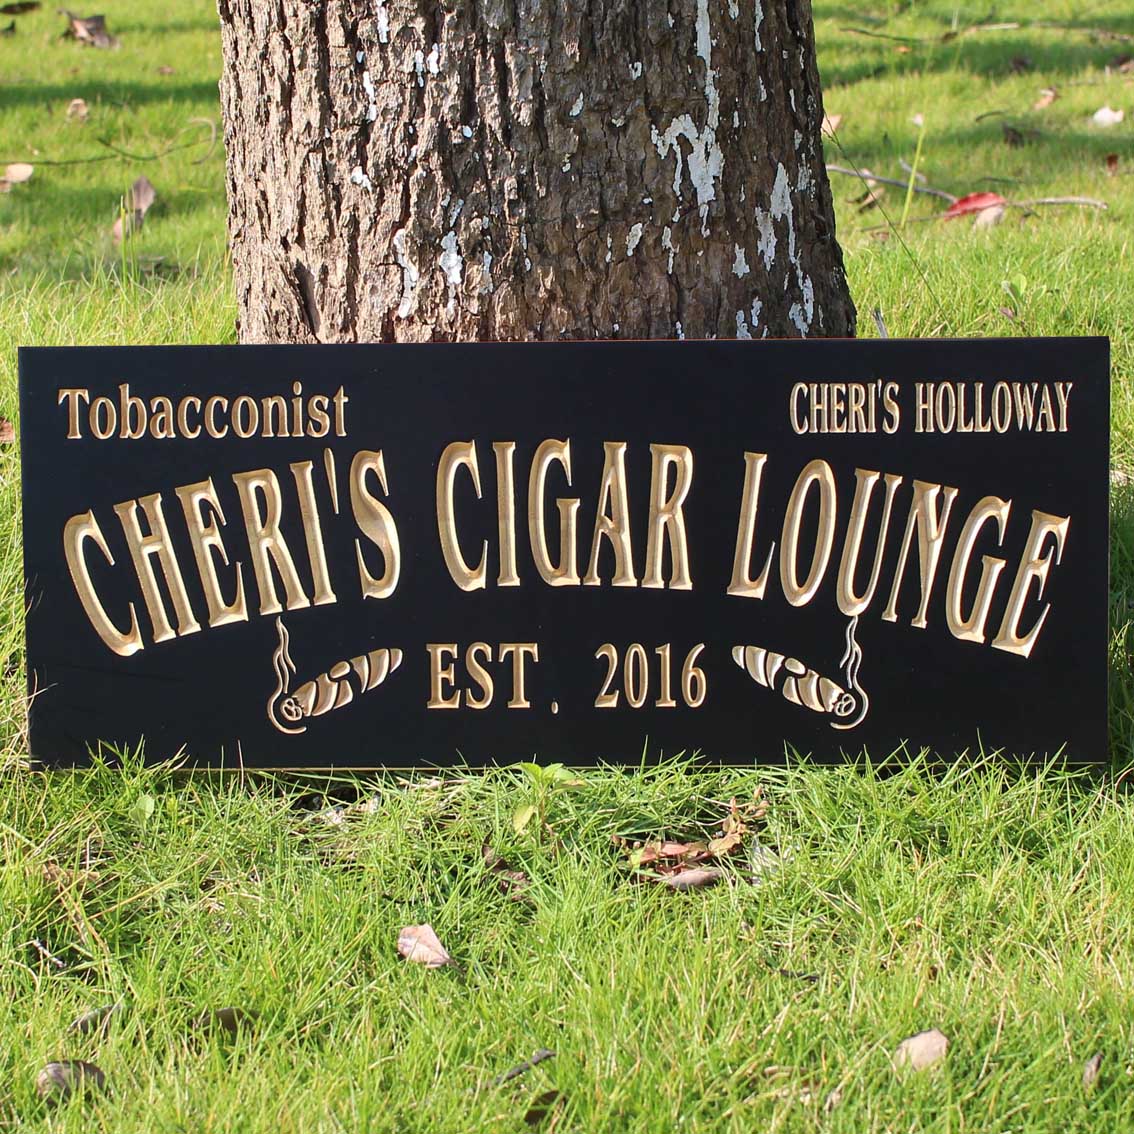 Tobacconist
CHERI'S HOLLOWAY
CHERI'S CIGAR LOUNGE
EST. 2016